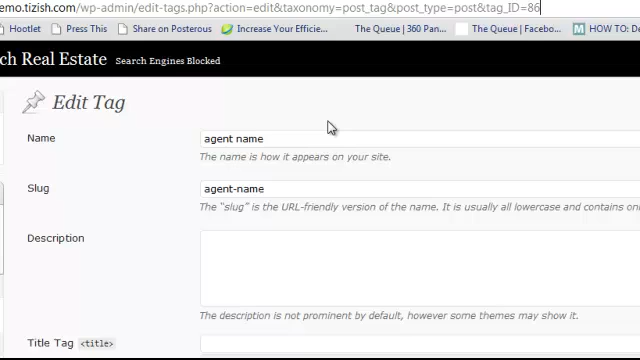 emo.tizish.com/wp-admin/edit-tags.php?action=edit&taxonomy=post_tag&post_type=post&tag_ID=86
Hootlet Press This Share on Posterous Increase Your Efficie... The Queue | 360 Pan... The Queue | Facebo... HOW TO: De
ch Real Estate Search Engines Blocked
Edit Tag
Name agent name
The name is how it appears on your site.
Slug agent-name
The "slug" is the URL-friendly version of the name. It is usually all lowercase and contains on
Description
The description is not prominent by default, however some themes may show it.
Title Tag <title>